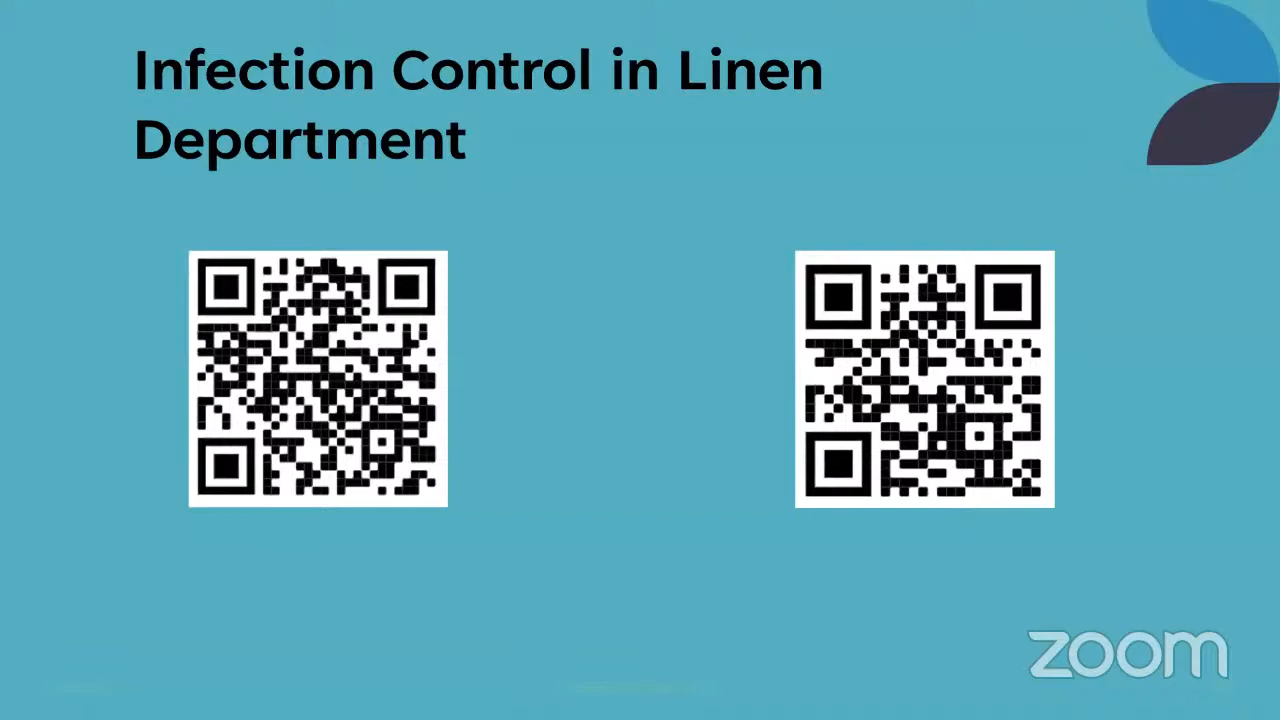 Infection Control in Linen
Department
zoom